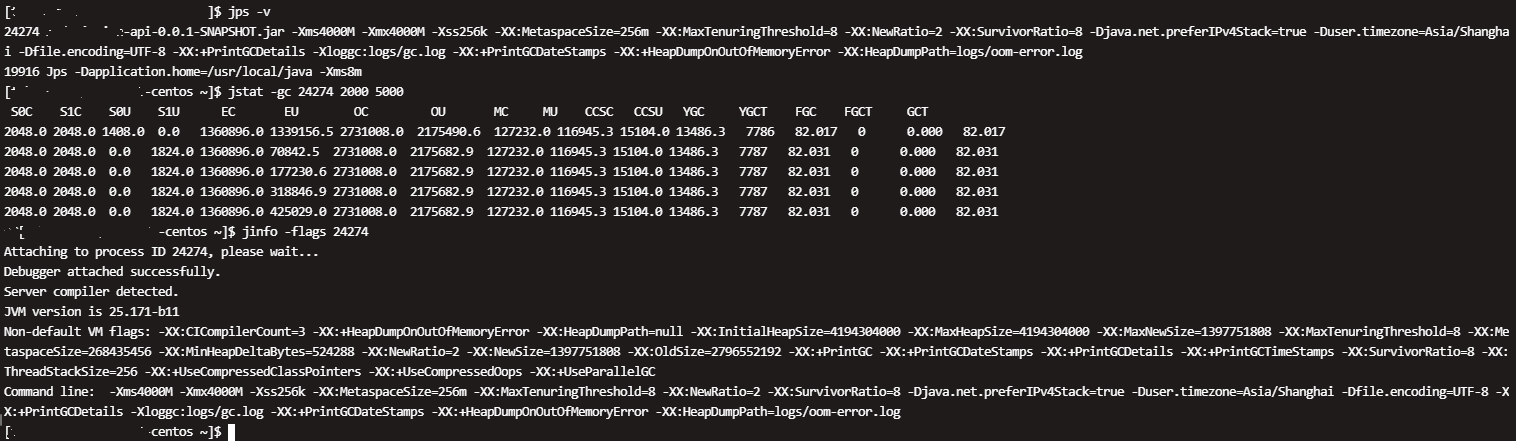 [ ]$ jps -v
24274 -api-0.0.1-SNAPSHOT.jar -Xms4000M -Xmx4000M -Xss256k -XX:MetaspaceSize=256m -XX:MaxTenuringThreshold=8 -XX:NewRatio=2 -XX:SurvivorRatio=8 -Djava.net.preferIPv4Stack=true -Duser.timezone=Asia/Shangha
i -Dfile.encoding=UTF-8 -XX:+PrintGCDetails -Xloggc:logs/gc.log -XX:+PrintGCDateStamps -XX:+HeapDumpOnOutOfMemoryError -XX:HeapDumpPath=logs/oom-error.log
19916 Jps -Dapplication.home=/usr/local/java -Xms8m
[ -centos ~]$ jstat -gc 24274 2000 5000
S0C S1C S0U S1U EC EU OC OU MC MU CCSC CCSU YGC YGCT FGC FGCT GCT
2048.0 2048.0 1408.0 0.0 1360896.0 1339156.5 2731008.0 2175490.6 127232.0 116945.3 15104.0 13486.3 7786 82.017 0 0.000 82.017
2048.0 2048.0 0.0 1824.0 1360896.0 70842.5 2731008.0 2175682.9 127232.0 116945.3 15104.0 13486.3 7787 82.031 0 0.000 82.031
2048.0 2048.0 0.0 1824.0 1360896.0 177230.6 2731008.0 2175682.9 127232.0 116945.3 15104.0 13486.3 7787 82.031 0 0.000 82.031
2048.0 2048.0 0.0 1824.0 1360896.0 318846.9 2731008.0 2175682.9 127232.0 116945.3 15104.0 13486.3 7787 82.031 0 0.000 82.031
2048.0 2048.0 0.0 1824.0 1360896.0 425029.0 2731008.0 2175682.9 127232.0 116945.3 15104.0 13486.3 7787 82.031 0 0.000 82.031
[ -centos ~]$ jinfo -flags 24274
Attaching to process ID 24274, please wait...
Debugger attached successfully.
Server compiler detected.
JVM version is 25.171-b11
Non-default VM flags: -XX:CICompilerCount=3 -XX:+HeapDumpOnOutOfMemoryError -XX:HeapDumpPath=null -XX:InitialHeapSize=4194304000 -XX:MaxHeapSize=4194304000 -XX:MaxNewSize=1397751808 -XX:MaxTenuringThreshold=8 -XX:Me
taspaceSize=268435456 -XX:MinHeapDeltaBytes=524288 -XX:NewRatio=2 -XX:NewSize=1397751808 -XX:OldSize=2796552192 -XX:+PrintGC -XX:+PrintGCDateStamps -XX:+PrintGCDetails -XX:+PrintGCTimeStamps -XX:SurvivorRatio=8 -XX:
ThreadStackSize=256 -XX:+UseCompressedClassPointers -XX:+UseCompressedOops -XX:+UseParallelGC
Command line:  -Xms4000M -Xmx4000M -Xss256k -XX:MetaspaceSize=256m -XX:MaxTenuringThreshold=8 -XX:NewRatio=2 -XX:SurvivorRatio=8 -Djava.net.preferIPv4Stack=true -Duser.timezone=Asia/Shanghai -Dfile.encoding=UTF-8 -X
X:+PrintGCDetails -Xloggc:logs/gc.log -XX:+PrintGCDateStamps -XX:+HeapDumpOnOutOfMemoryError -XX:HeapDumpPath=logs/oom-error.log
[ -centos ~]$